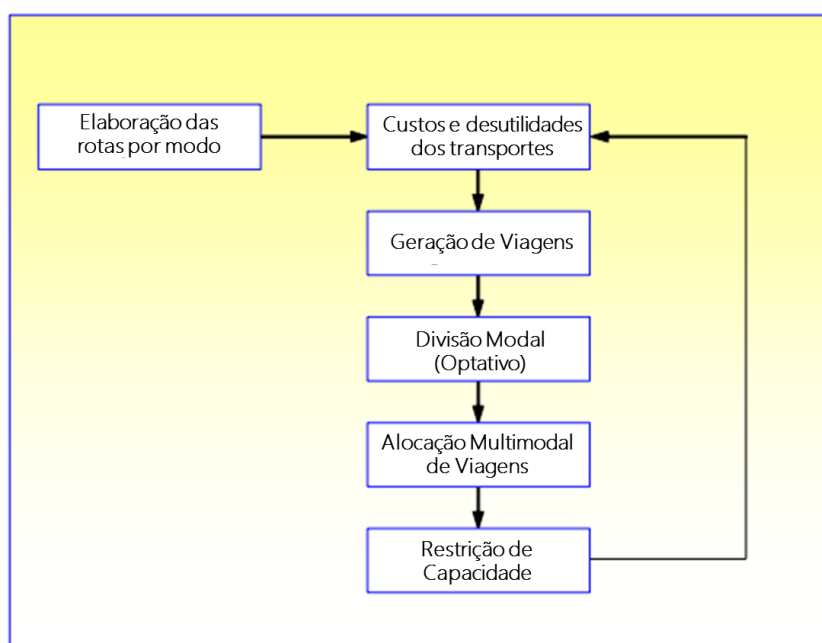 Elaboração das
rotas por modo
Custos e desutilidades
dos transportes
Geração de Viagens
Divisão Modal
(Optativo)
Alocação Multimodal
de Viagens
Restrição de
Capacidade